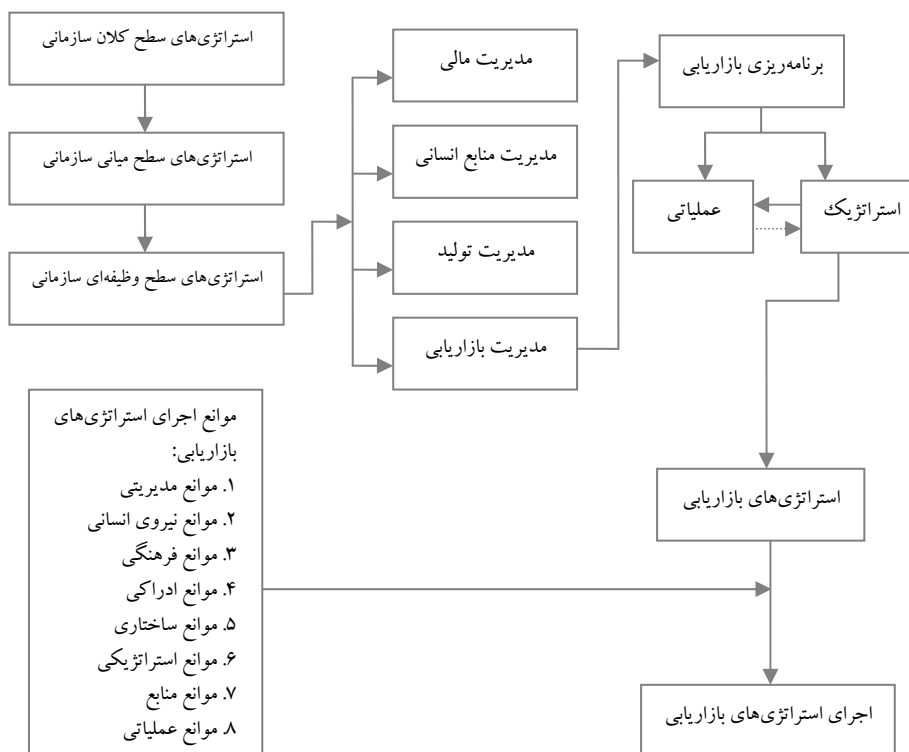 استراتژی‌های سطح کلان سازمانی
استراتژی‌های سطح میانی سازمانی
استراتژی‌های سطح وظیفه‌ای سازمانی
مدیریت مالی
مدیریت منابع انسانی
مدیریت تولید
مدیریت بازاریابی
برنامه‌ریزی بازاریابی
استراتژیک
عملیاتی
استراتژی‌های بازاریابی
موانع اجرای استراتژی‌های
بازاریابی:
۱. موانع مدیریتی
۲. موانع نیروی انسانی
۳. موانع فرهنگی
۴. موانع ادراکی
۵. موانع ساختاری
۶. موانع استراتژیکی
۷. موانع منابع
۸. موانع عملیاتی
اجرای استراتژی‌های بازاریابی